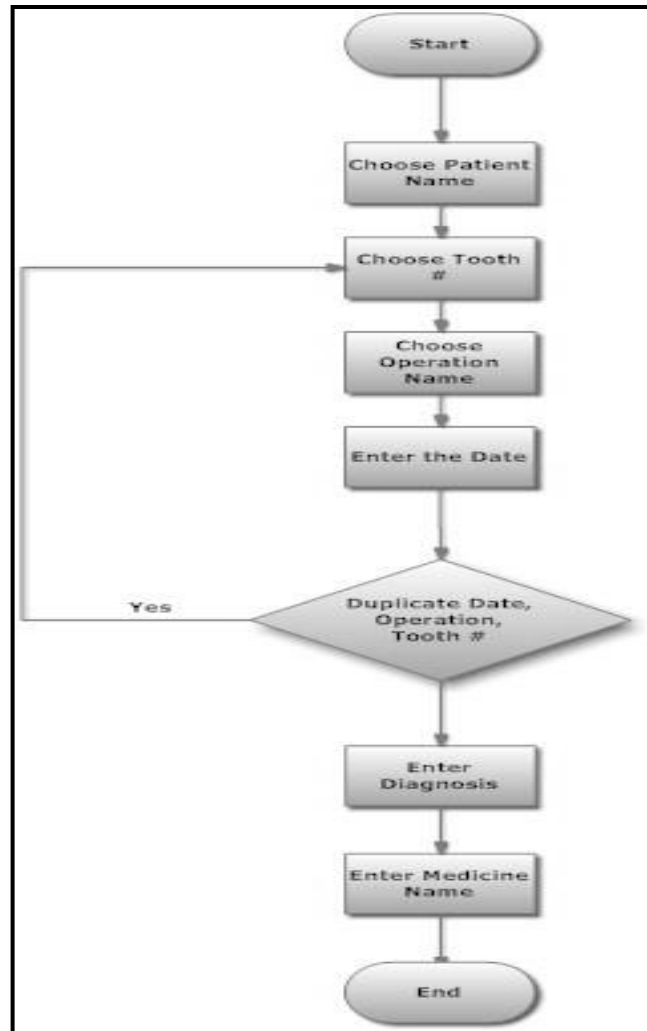 Start
Choose Patient
Name
Choose Tooth
#
Choose
Operation
Name
Enter the Date
Duplicate Date,
Operation,
Tooth #
Yes
Enter
Diagnosis
Enter Medicine
Name
End